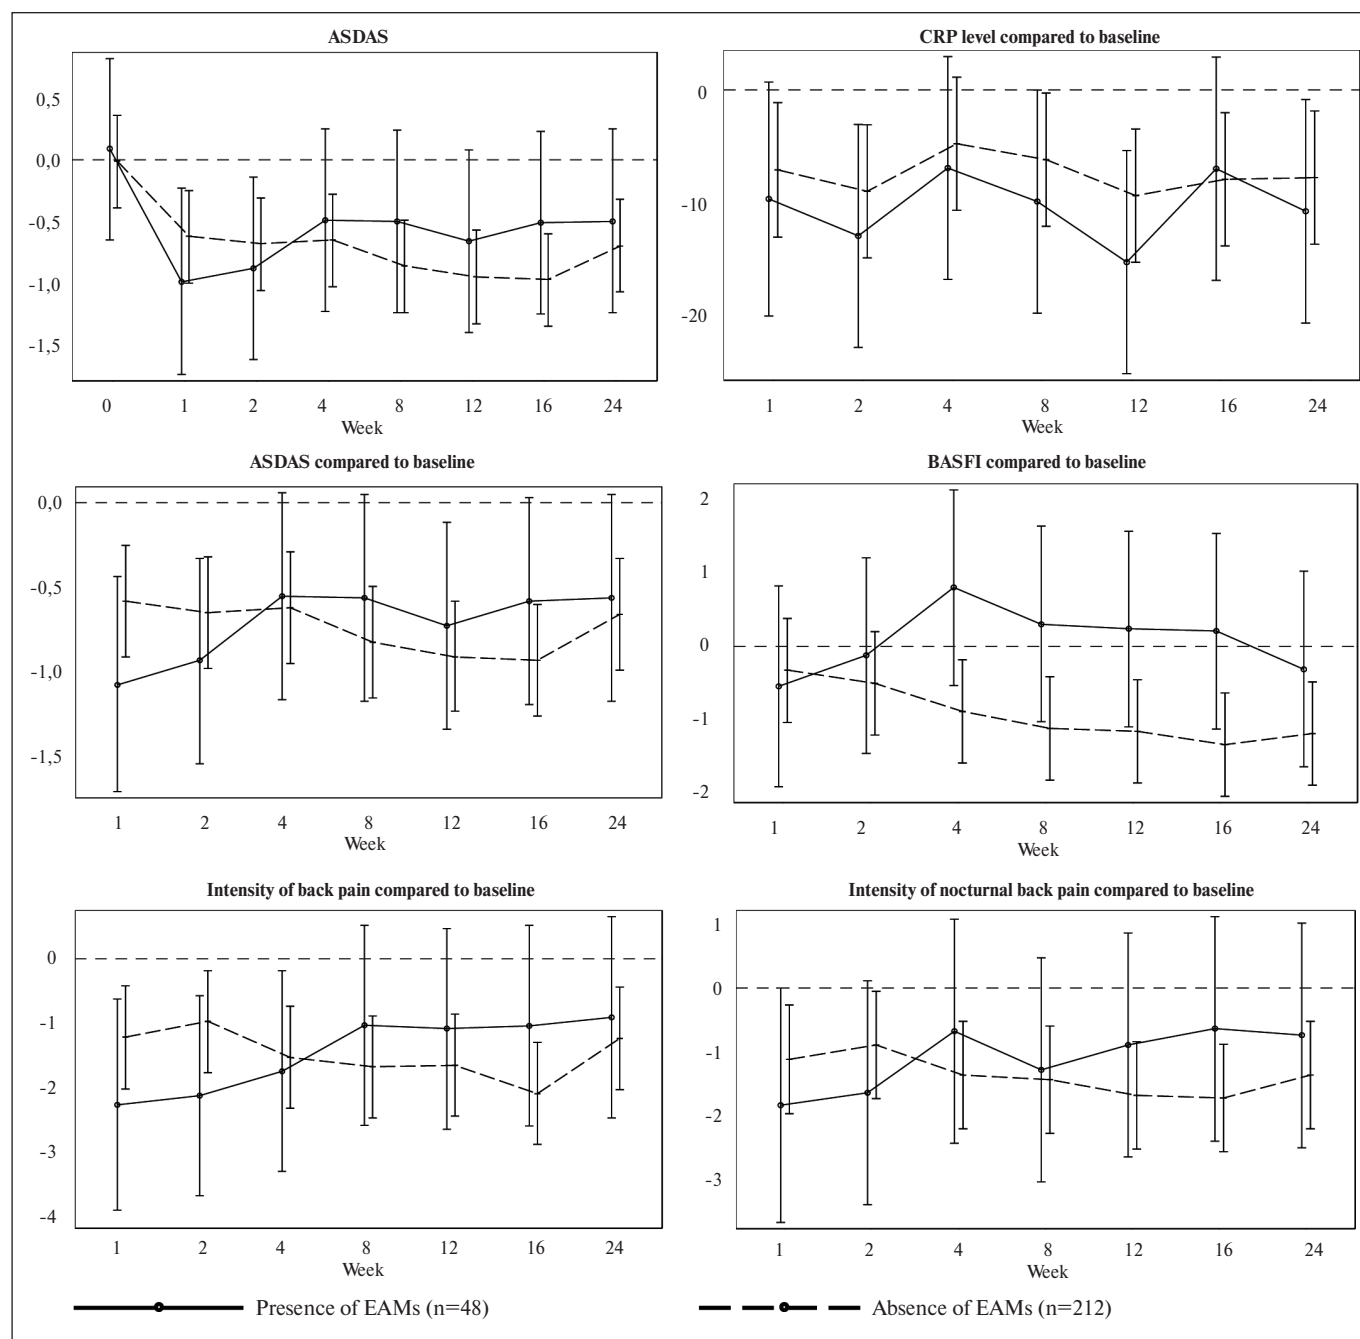 ASDAS
0,5
0,0
-0,5
-1,0
-1,5
0 1 2 4 8 12 16 24
Week
CRP level compared to baseline
0
-10
-20
1 2 4 8 12 16 24
Week
ASDAS compared to baseline
0,0
-0,5
-1,0
-1,5
1 2 4 8 12 16 24
Week
BASFI compared to baseline
2
1
0
-1
-2
1 2 4 8 12 16 24
Week
Intensity of back pain compared to baseline
0
-1
-2
-3
-4
1 2 4 8 12 16 24
Week
Intensity of nocturnal back pain compared to baseline
1
0
-1
-2
-3
1 2 4 8 12 16 24
Week
Presence of EAMs (n=48)
Absence of EAMs (n=212)